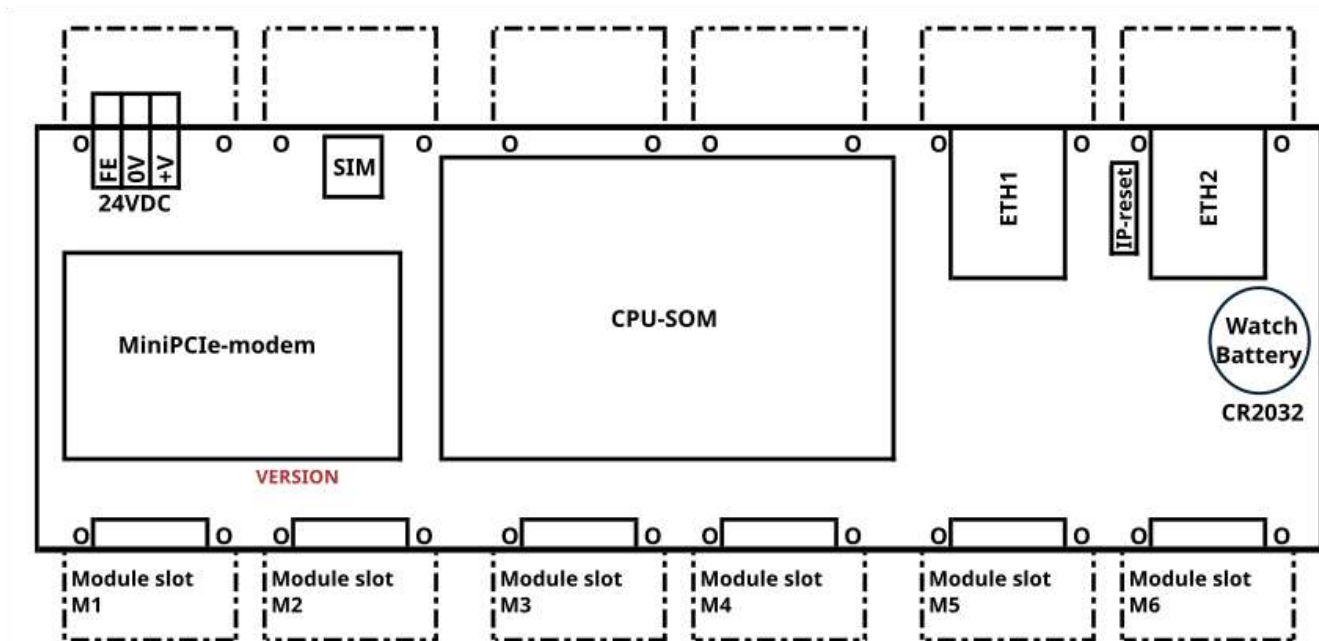 FE
0V
+V
24VDC
SIM
ETH1
IP-reset
ETH2
MiniPCIe-modem
CPU-SOM
Watch
Battery
CR2032
VERSION
Module slot
M1
Module slot
M2
Module slot
M3
Module slot
M4
Module slot
M5
Module slot
M6